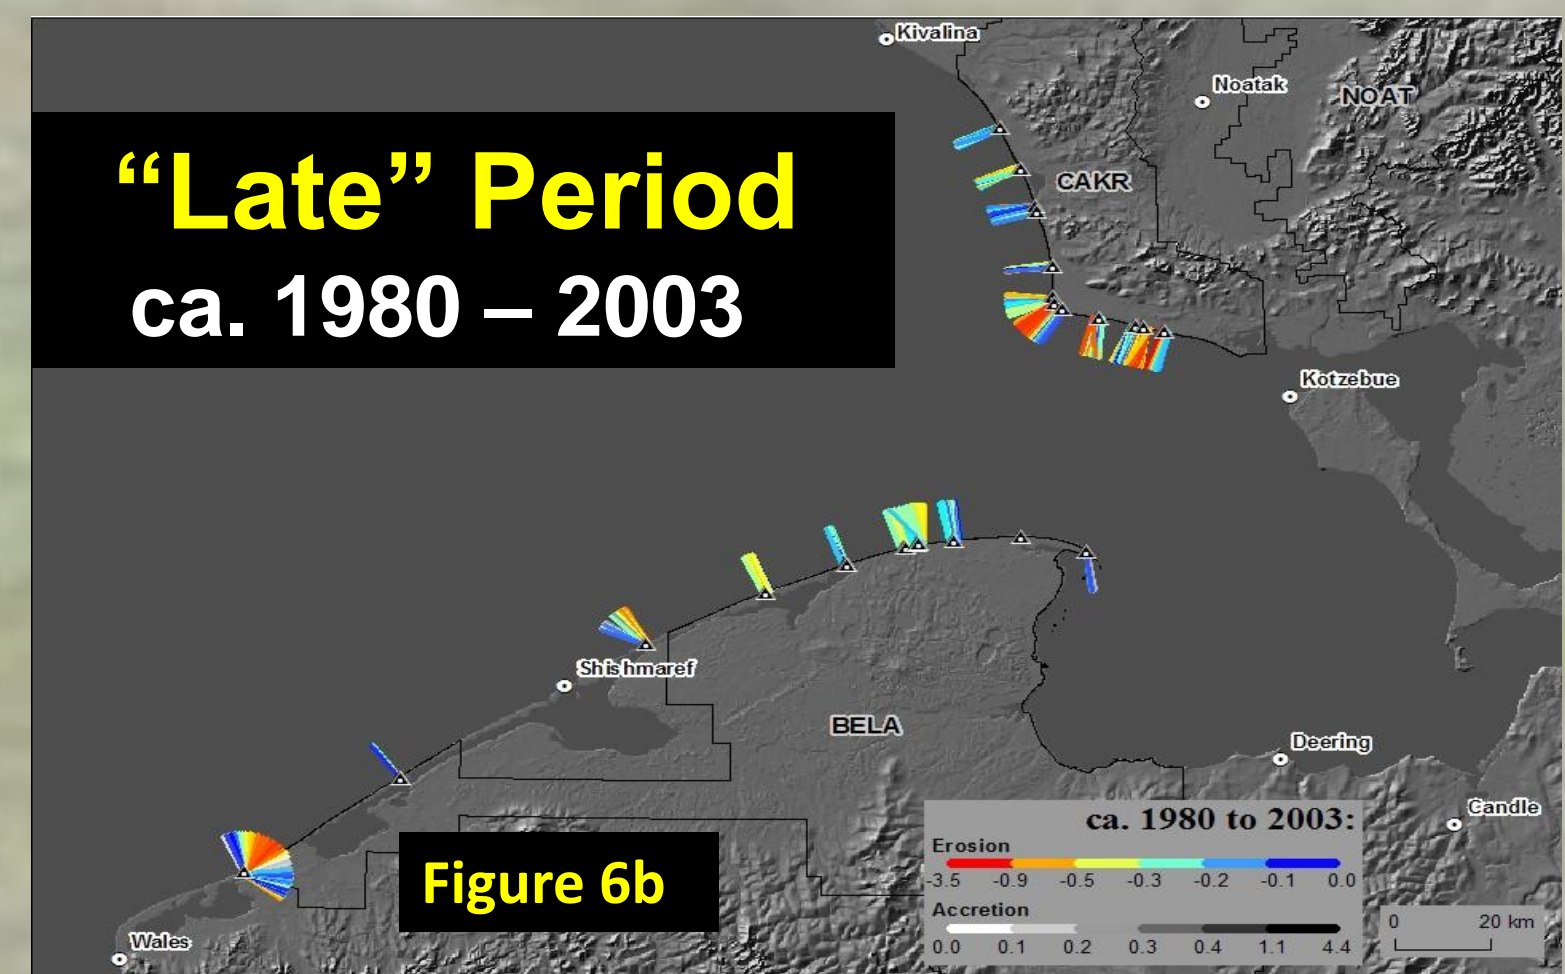 Kivalina
Noatak
NOAT
“Late” Period
CAKR
ca. 1980 – 2003
Kotzebue
Shishmaref
BELA
Deering
Candle
ca. 1980 to 2003:
Erosion
-3.5 -0.9 -0.5 -0.3 -0.2 -0.1 0.0
Accretion
0.0 0.1 0.2 0.3 0.4 1.1 4.4
0 20 km
Figure 6b
Wales